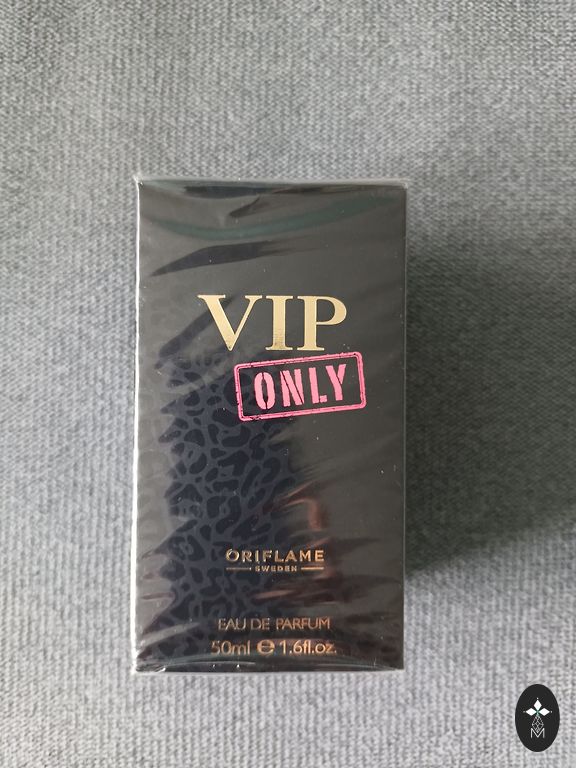 VIP
ONLY
ORIFLAME
SWEDEN
EAU DE PARFUM
50ml ℮ 1.6fl.oz.
M